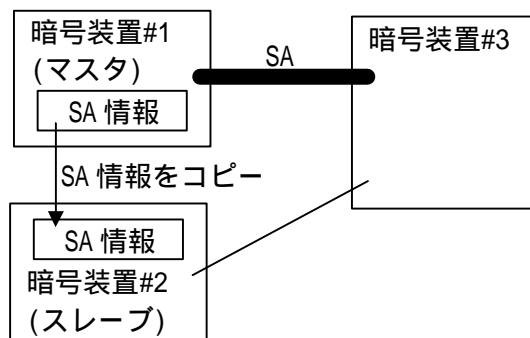 暗号装置#1
(マスタ)
SA 情報
SA
暗号装置#3
SA 情報をコピー
SA 情報
暗号装置#2
(スレーブ)